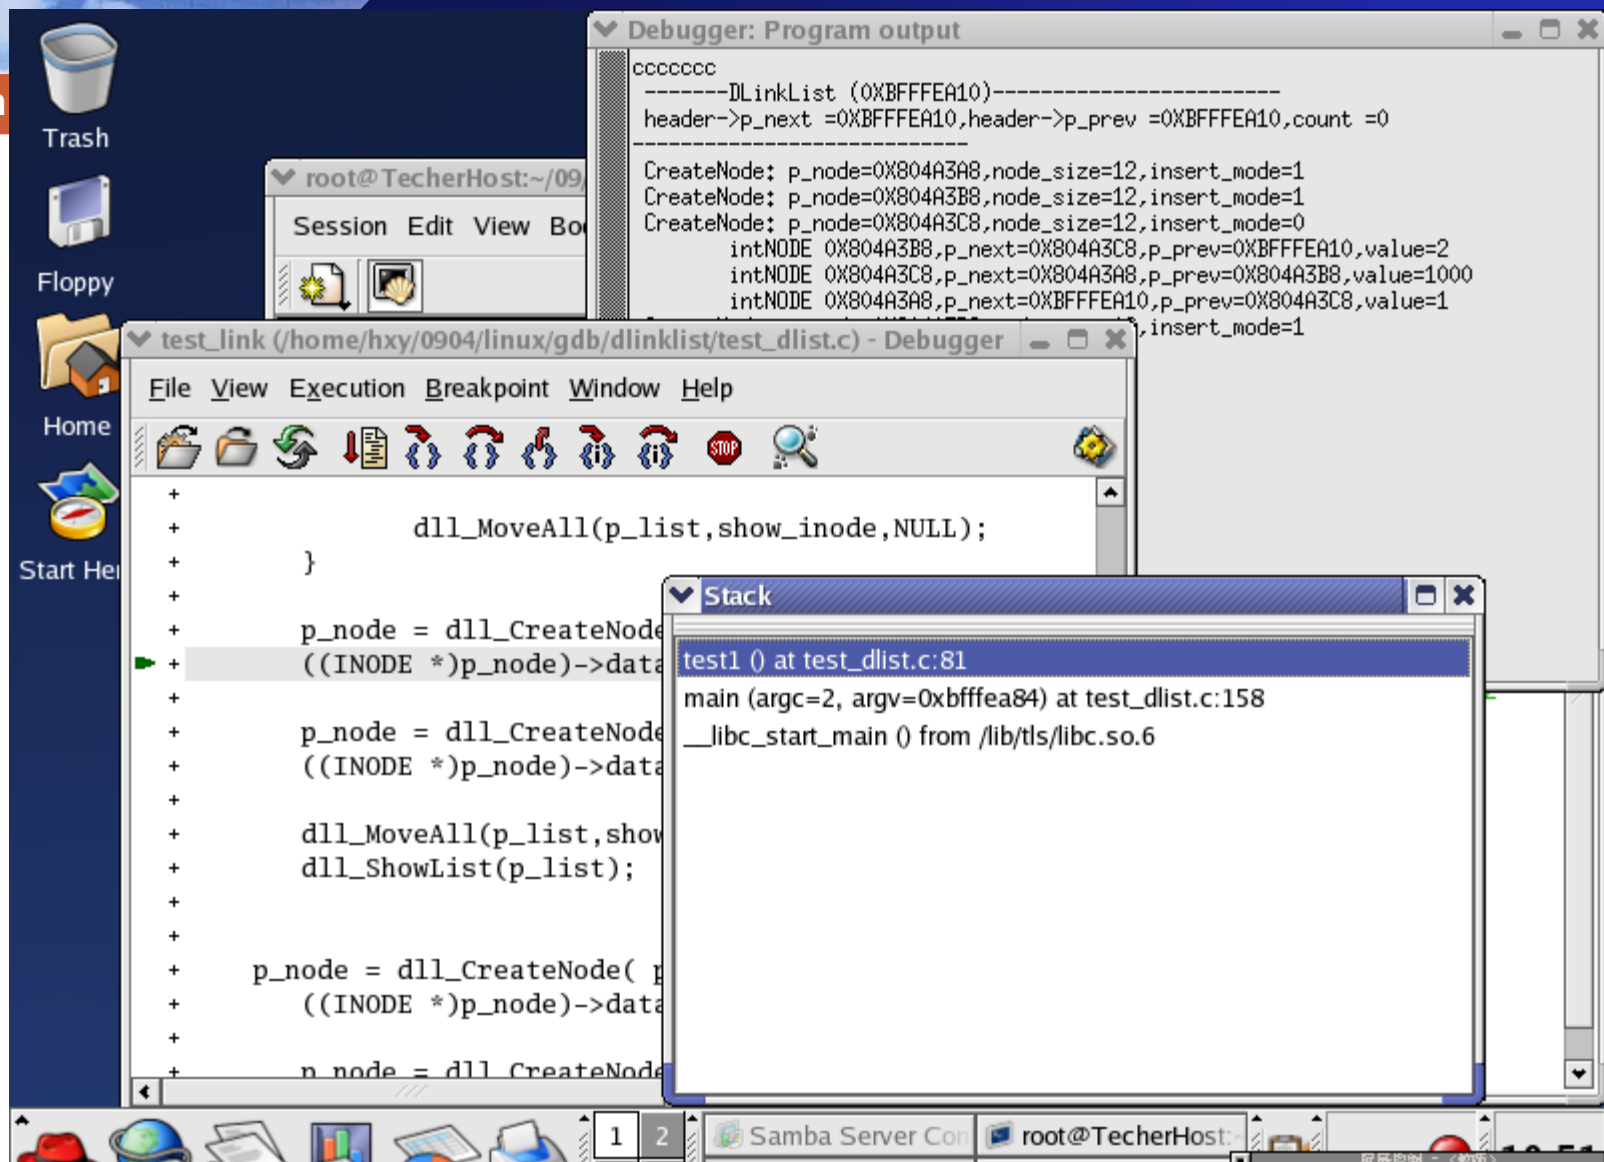 Trash
Floppy
Home
Start Her
Debugger: Program output
ccccccc
-------DLinkList (0XBFFFEA10)------------------------
header->p_next =0XBFFFEA10,header->p_prev =0XBFFFEA10,count =0
----------------------------
CreateNode: p_node=0X804A3A8,node_size=12,insert_mode=1
CreateNode: p_node=0X804A3B8,node_size=12,insert_mode=1
CreateNode: p_node=0X804A3C8,node_size=12,insert_mode=0
intNODE 0X804A3B8,p_next=0X804A3C8,p_prev=0XBFFFEA10,value=2
intNODE 0X804A3C8,p_next=0X804A3A8,p_prev=0X804A3B8,value=1000
intNODE 0X804A3A8,p_next=0XBFFFEA10,p_prev=0X804A3C8,value=1
,insert_mode=1
root@TecherHost:~/09/
Session Edit View Boo
test_link (/home/hxy/0904/linux/gdb/dlinklist/test_dlist.c) - Debugger
File View Execution Breakpoint Window Help
STOP
dll_MoveAll(p_list,show_inode,NULL);
}
p_node = dll_CreateNode
((INODE *)p_node)->data
p_node = dll_CreateNode
((INODE *)p_node)->data
dll_MoveAll(p_list,show
dll_ShowList(p_list);
p_node = dll_CreateNode( p
((INODE *)p_node)->data
p_node = dll_CreateNode
Stack
test1 () at test_dlist.c:81
main (argc=2, argv=0xbfffea84) at test_dlist.c:158
__libc_start_main () from /lib/tls/libc.so.6
1 2
Samba Server Con
root@TecherHost:~